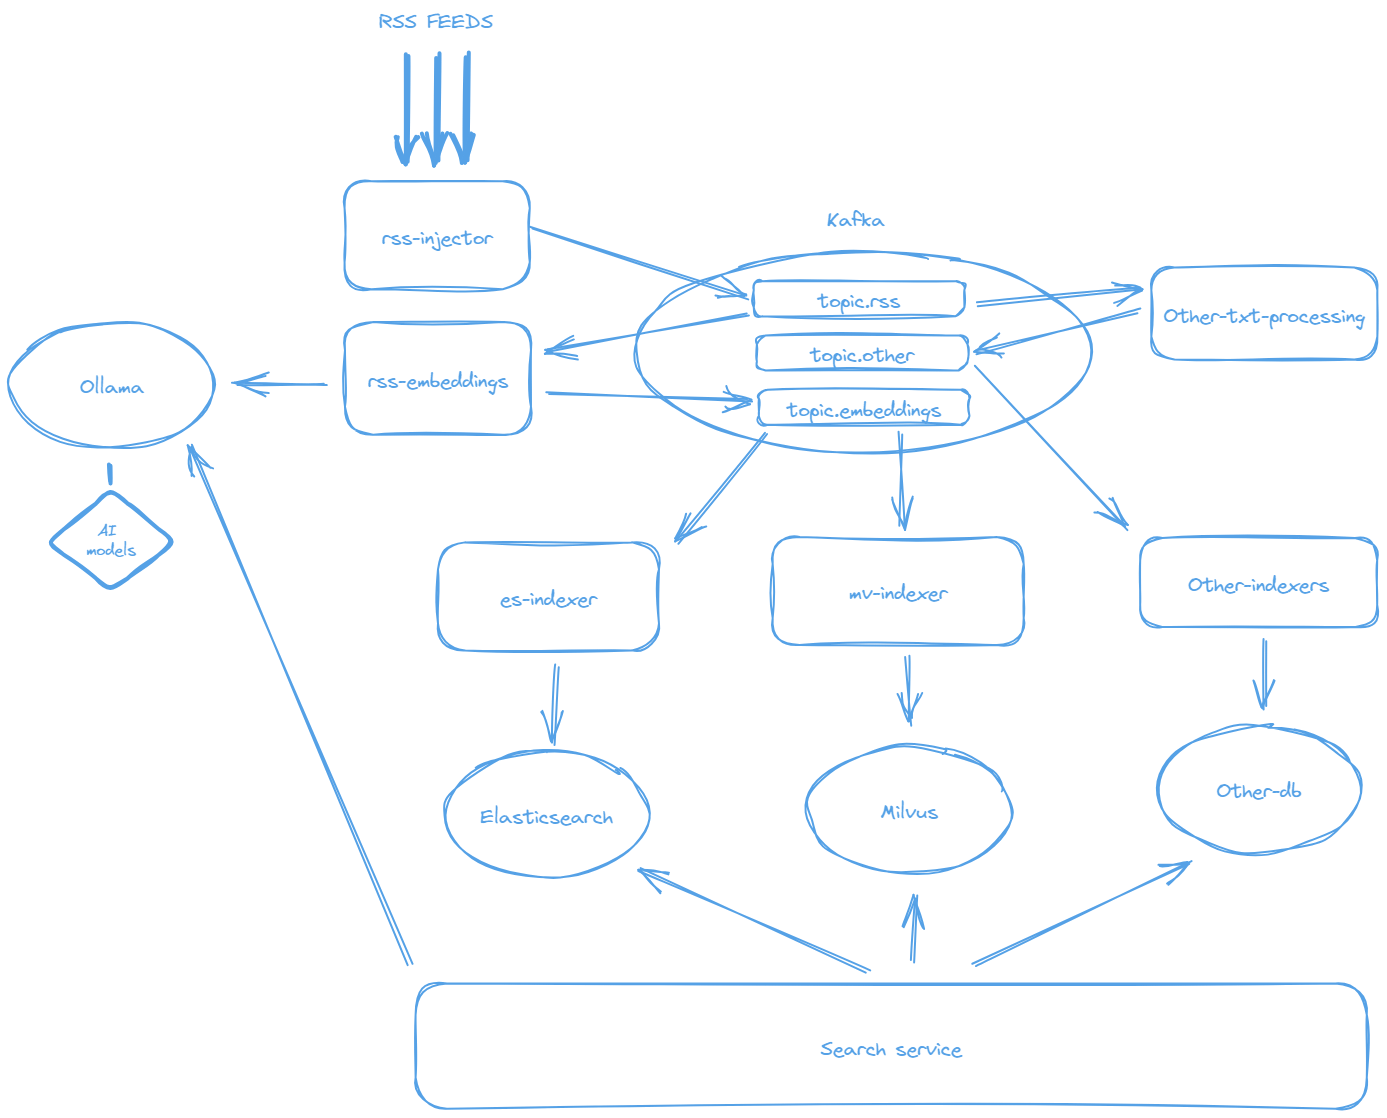 RSS FEEDS
rss-injector
Kafka
topic.rss
Other-txt-processing
topic.other
rss-embeddings
Ollama
topic.embeddings
AI
models
es-indexer
mv-indexer
Other-indexers
Elasticsearch
Milvus
Other-db
Search service